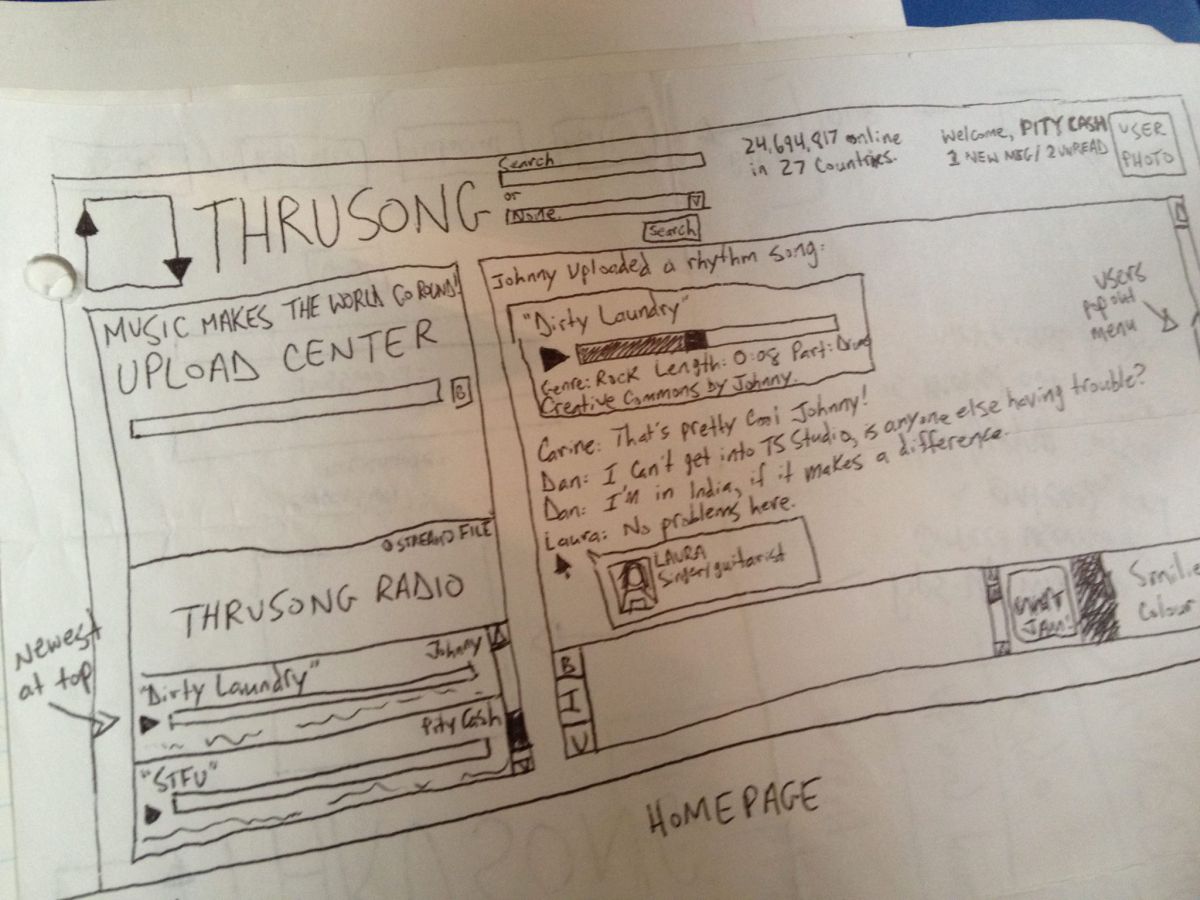 24,694,817 online
in 27 Countries.
Welcome, PITY CASH
1 NEW MSG/ 2 UNREAD
USER
PHOTO
THRUSONG
Search
or
None
Search
MUSIC MAKES THE WORLD GO ROUND!
UPLOAD CENTER
B
STREAM FILE
THRUSONG RADIO
Newest
at top
Johnny
"Dirty Laundry"
Pity Cash
"STFU"
Johnny Uploaded a rhythm song:
"Dirty Laundry"
Genre: Rock Length: 0:08 Part: Drum
Creative Commons by Johnny.
Carine: That's pretty Cool Johnny!
Dan: I Can't get into TS Studio, is anyone else having trouble?
Dan: I'm in India, if it makes a difference.
Laura: No problems here.
LAURA
Singer/guitarist
users
pop out
menu
B
I
U
JAM!
Smilie
Colour
HOMEPAGE